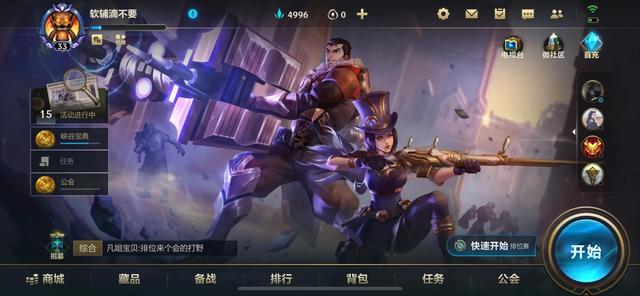 软辅滴不要
33
4996
0
电视台
微社区
首充
15 活动进行中
峡谷宝典
任务
公会
招募
综合 凡姐宝贝:排位来个会的打野
快速开始 排位赛
开始
商城 藏品 备战 排行 背包 任务 公会